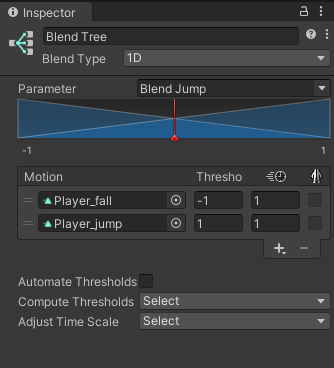 Inspector
Blend Tree
Blend Type 1D
Parameter Blend Jump
-1 1
Motion Thresho
Player_fall -1 1
Player_jump 1 1
Automate Thresholds
Compute Thresholds Select
Adjust Time Scale Select